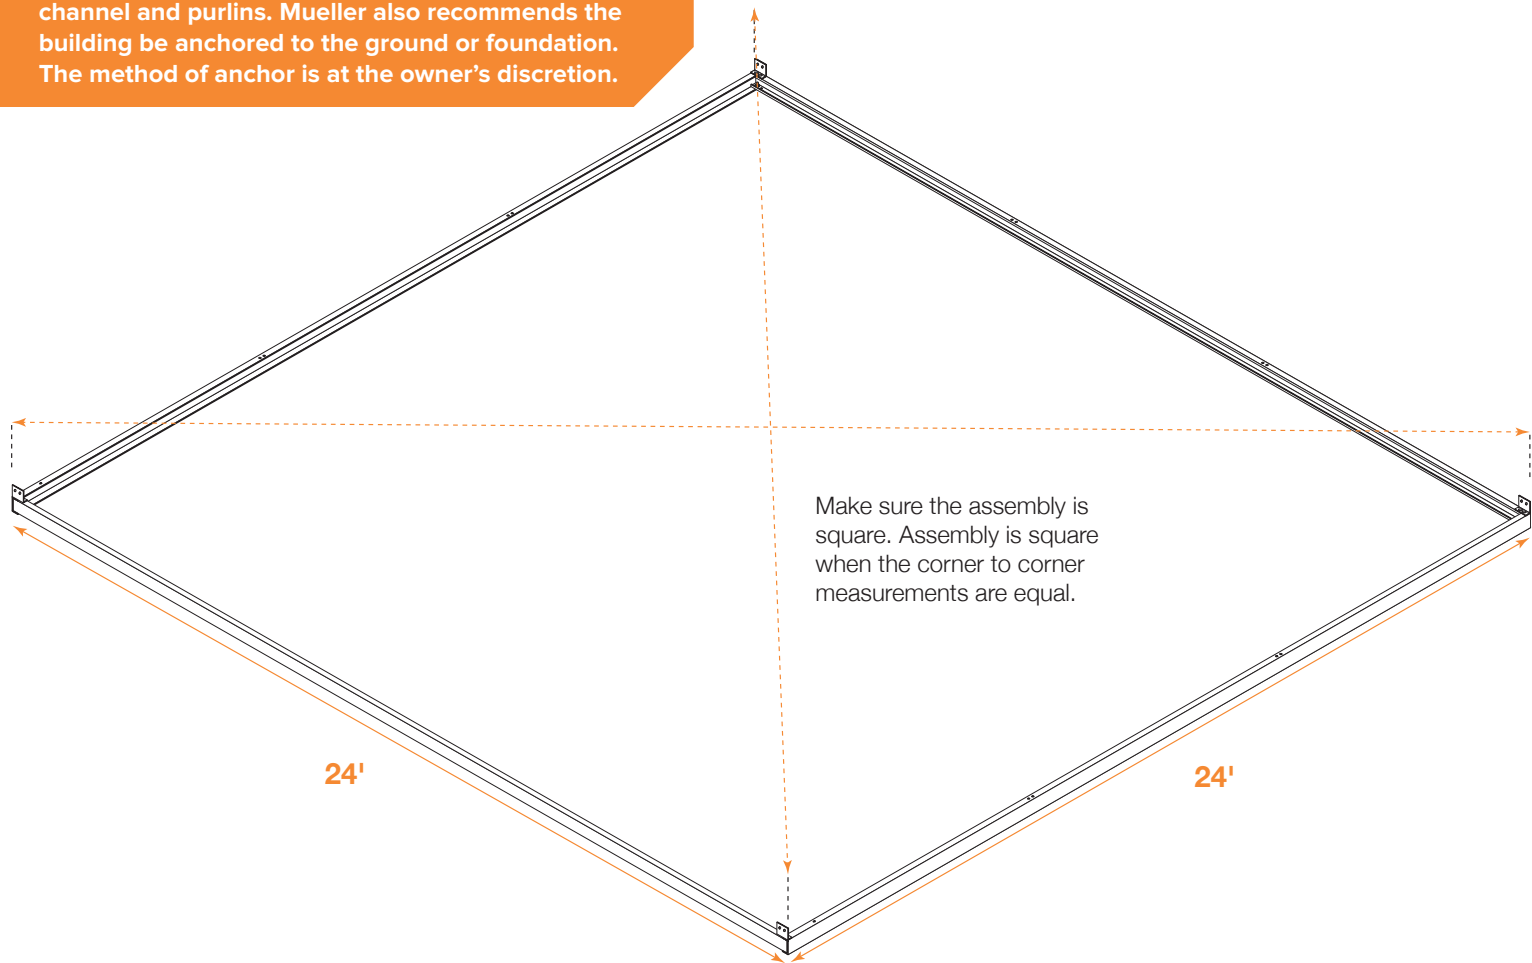 channel and purlins. Mueller also recommends the
building be anchored to the ground or foundation.
The method of anchor is at the owner’s discretion.
Make sure the assembly is
square. Assembly is square
when the corner to corner
measurements are equal.
24'
24'